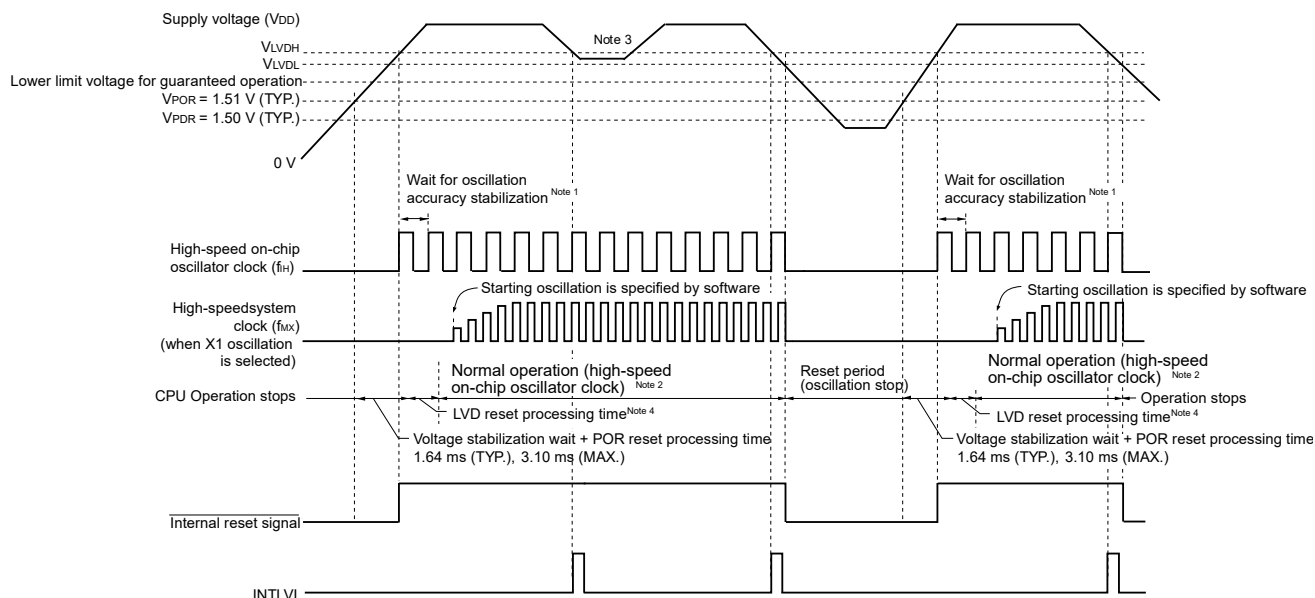 Supply voltage (VDD)
VLVDH
VLVDL
Lower limit voltage for guaranteed operation
VPOR = 1.51 V (TYP.)
VPDR = 1.50 V (TYP.)
0 V
Note 3
Wait for oscillation
accuracy stabilization Note 1
Wait for oscillation
accuracy stabilization Note 1
High-speed on-chip
oscillator clock (fIH)
Starting oscillation is specified by software
Starting oscillation is specified by software
High-speedsystem
clock (fMX)
(when X1 oscillation
is selected)
Normal operation (high-speed
on-chip oscillator clock) Note 2
Reset period
(oscillation stop)
Normal operation (high-speed
on-chip oscillator clock) Note 2
CPU Operation stops
Operation stops
LVD reset processing timeNote 4
LVD reset processing timeNote 4
Voltage stabilization wait + POR reset processing time
1.64 ms (TYP.), 3.10 ms (MAX.)
Voltage stabilization wait + POR reset processing time
1.64 ms (TYP.), 3.10 ms (MAX.)
Internal reset signal
INTLVI